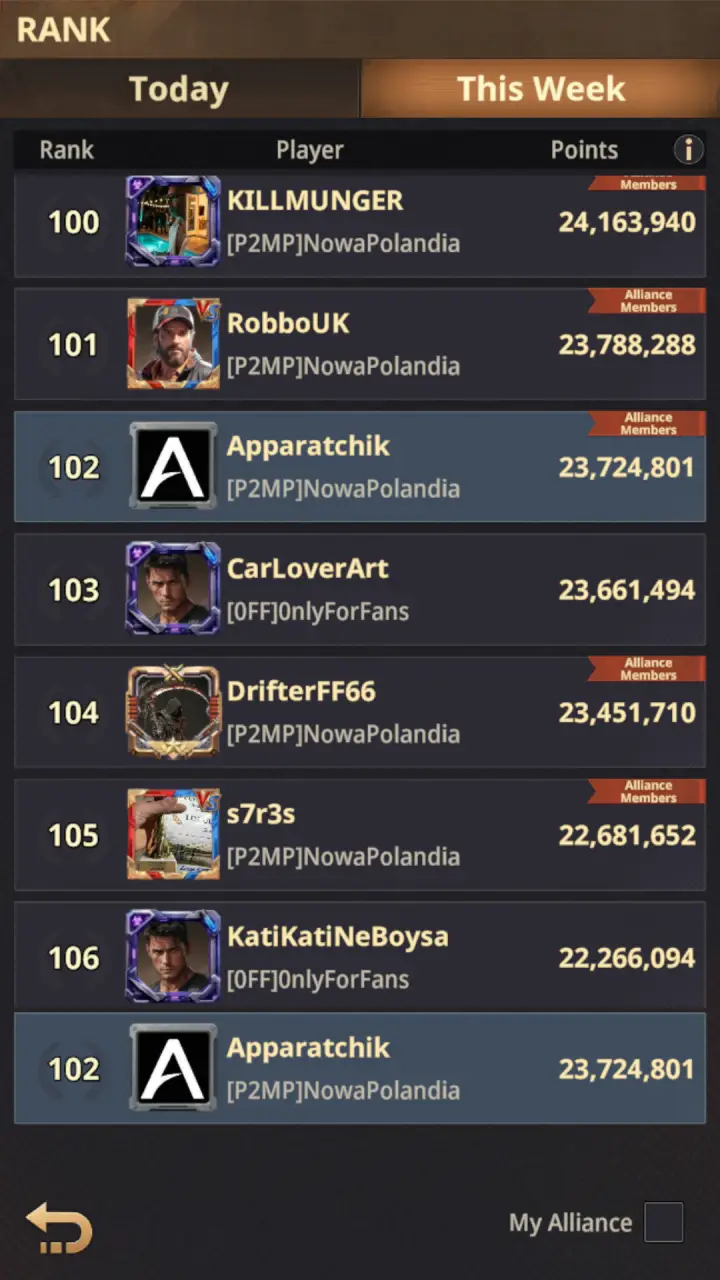 RANK
Today
This Week
Rank
Player
Points
i
100
KILLMUNGER
[P2MP]NowaPolandia
Members
24,163,940
101
RobboUK
[P2MP]NowaPolandia
Alliance
Members
23,788,288
102
Apparatchik
[P2MP]NowaPolandia
Alliance
Members
23,724,801
103
CarLoverArt
[0FF]0nlyForFans
23,661,494
104
DrifterFF66
[P2MP]NowaPolandia
Alliance
Members
23,451,710
105
s7r3s
[P2MP]NowaPolandia
Alliance
Members
22,681,652
106
KatiKatiNeBoysa
[0FF]0nlyForFans
22,266,094
102
Apparatchik
[P2MP]NowaPolandia
23,724,801
My Alliance